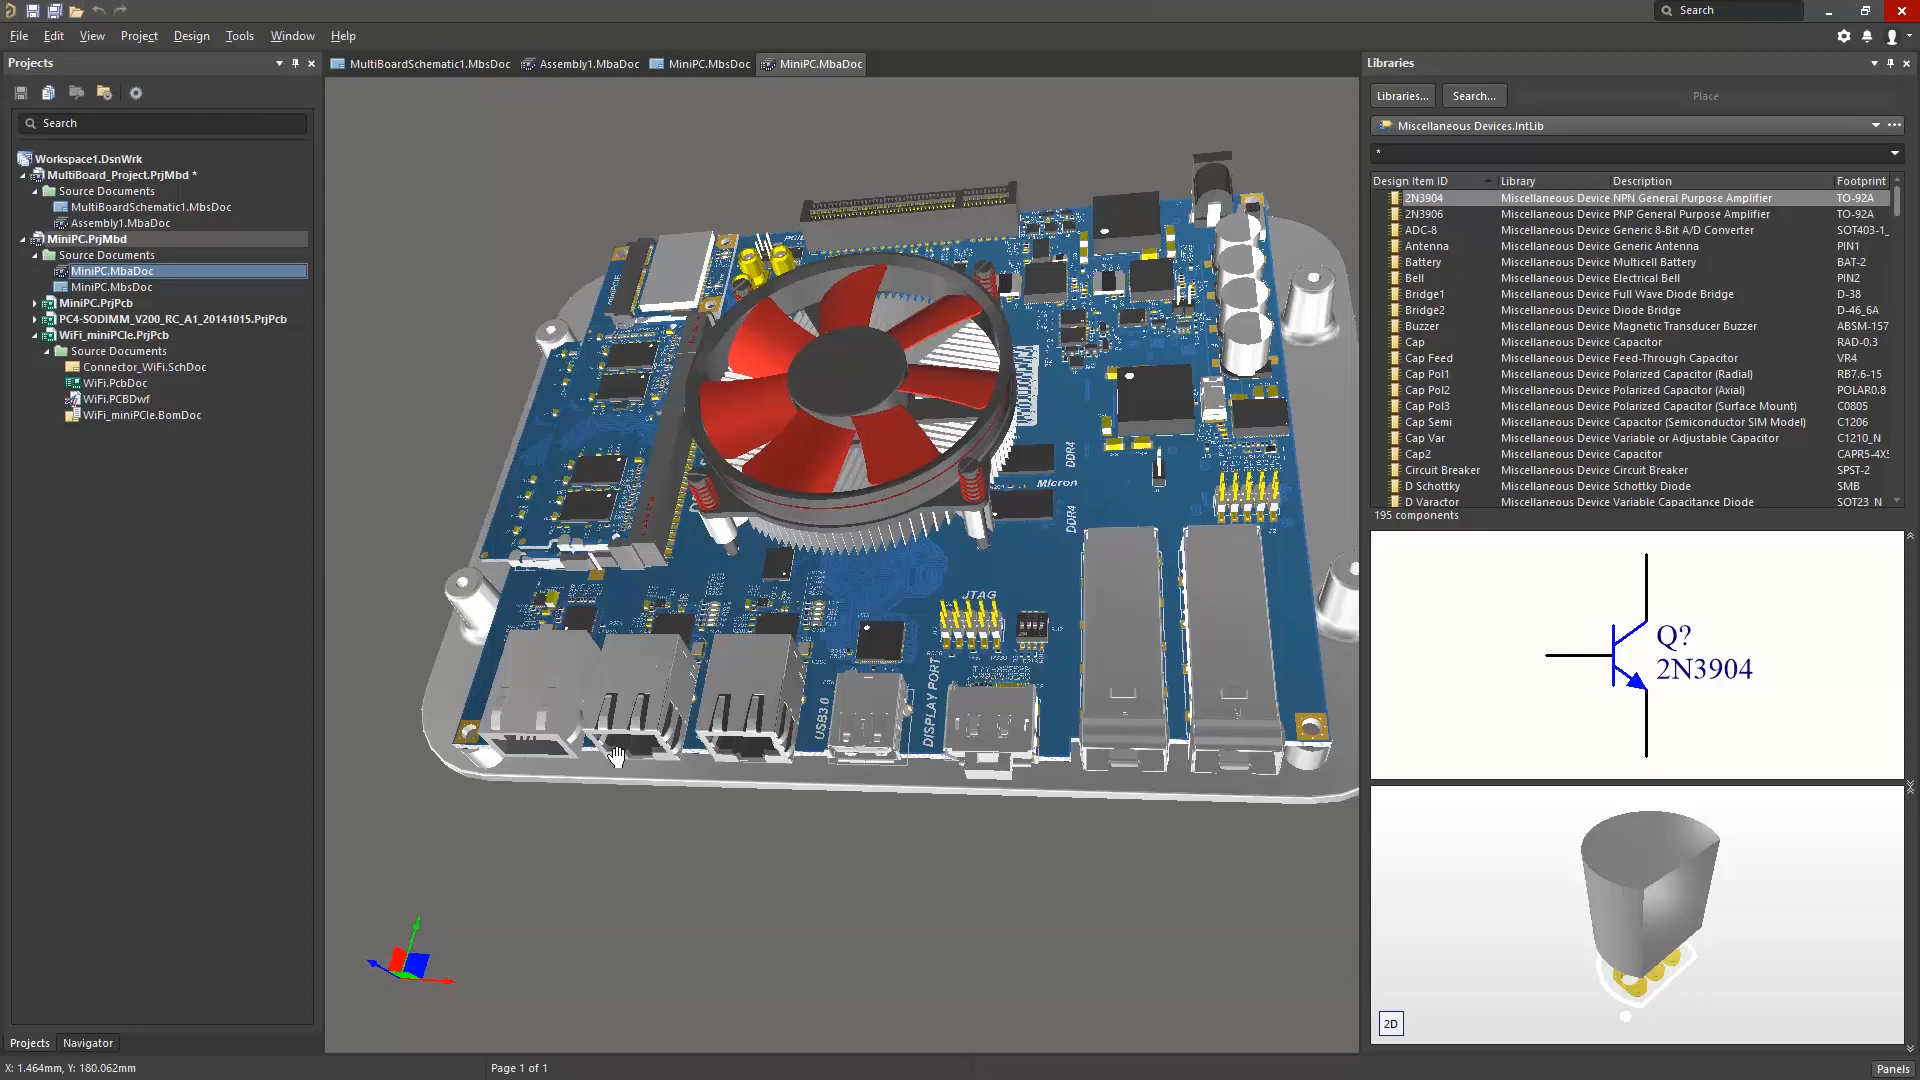 Search
File Edit View Project Design Tools Window Help
Projects
Search
Workspace1.DsnWrk
MultiBoard_Project.PrjMbd *
Source Documents
MultiBoardSchematic1.MbsDoc
Assembly1.MbaDoc
MiniPC.PrjMbd
Source Documents
MiniPC.MbaDoc
MiniPC.MbsDoc
MiniPC.PrjPcb
PC4-SODIMM_V200_RC_A1_20141015.PrjPcb
WiFi_miniPCIe.PrjPcb
Source Documents
Connector_WiFi.SchDoc
WiFi.PcbDoc
WiFi.PCBDwf
WiFi_miniPCIe.BomDoc
Projects Navigator
X: 1.464mm, Y: 180.062mm
MultiBoardSchematic1.MbsDoc Assembly1.MbaDoc MiniPC.MbsDoc MiniPC.MbaDoc
DDR4
Micron
DDR4
JTAG
USB3.0
DISPLAY PORT
Page 1 of 1
Libraries
Libraries... Search... Place
Miscellaneous Devices.IntLib
*
Design Item ID Library Description Footprint
2N3904 Miscellaneous Device NPN General Purpose Amplifier TO-92A
2N3906 Miscellaneous Device PNP General Purpose Amplifier TO-92A
ADC-8 Miscellaneous Device Generic 8-Bit A/D Converter SOT403-1_
Antenna Miscellaneous Device Generic Antenna PIN1
Battery Miscellaneous Device Multicell Battery BAT-2
Bell Miscellaneous Device Electrical Bell PIN2
Bridge1 Miscellaneous Device Full Wave Diode Bridge D-38
Bridge2 Miscellaneous Device Diode Bridge D-46_6A
Buzzer Miscellaneous Device Magnetic Transducer Buzzer ABSM-157
Cap Miscellaneous Device Capacitor RAD-0.3
Cap Feed Miscellaneous Device Feed-Through Capacitor VR4
Cap Pol1 Miscellaneous Device Polarized Capacitor (Radial) RB7.6-15
Cap Pol2 Miscellaneous Device Polarized Capacitor (Axial) POLAR0.8
Cap Pol3 Miscellaneous Device Polarized Capacitor (Surface Mount) C0805
Cap Semi Miscellaneous Device Capacitor (Semiconductor SIM Model) C1206
Cap Var Miscellaneous Device Variable or Adjustable Capacitor C1210_N
Cap2 Miscellaneous Device Capacitor CAPR5-4X5
Circuit Breaker Miscellaneous Device Circuit Breaker SPST-2
D Schottky Miscellaneous Device Schottky Diode SMB
D Varactor Miscellaneous Device Variable Capacitance Diode SOT23_N
195 components
Q?
2N3904
2D
Panels